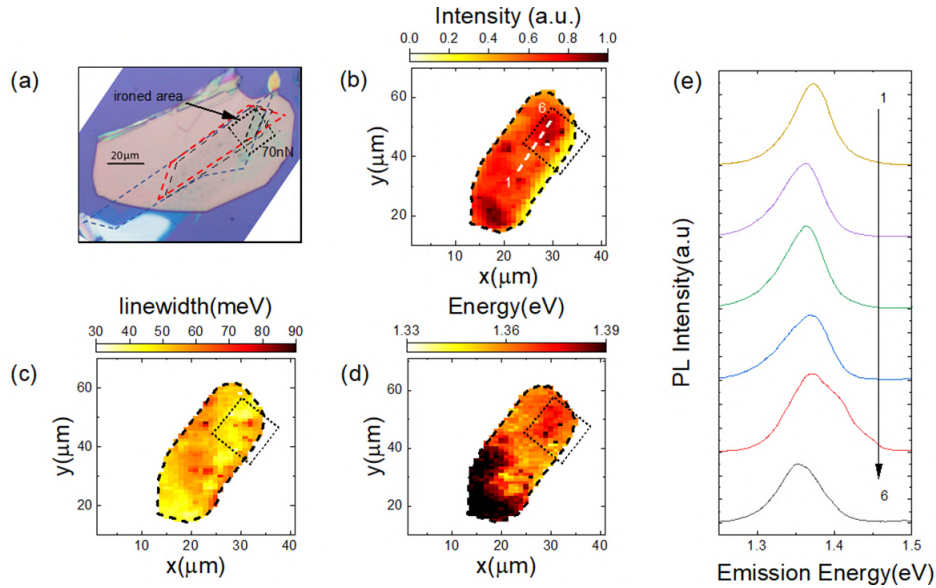 (a)
ironed area
20μm
70nN
(b)
Intensity (a.u.)
0.0 0.2 0.4 0.6 0.8 1.0
y(μm)
60
40
20
6
1
10 20 30 40
x(μm)
(c)
linewidth(meV)
30 40 50 60 70 80 90
y(μm)
60
40
20
10 20 30 40
x(μm)
(d)
Energy(eV)
1.33 1.36 1.39
y(μm)
60
40
20
10 20 30 40
x(μm)
(e)
PL Intensity(a.u)
1
6
1.3 1.4 1.5
Emission Energy(eV)